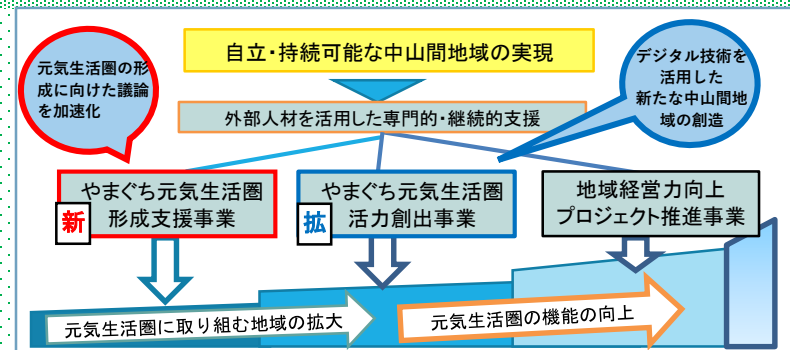 自立・持続可能な中山間地域の実現
元気生活圏の形
成に向けた議論
を加速化
デジタル技術を
活用した
新たな中山間地
域の創造
外部人材を活用した専門的・継続的支援
やまぐち元気生活圏
形成支援事業
新
やまぐち元気生活圏
活力創出事業
拡
地域経営力向上
プロジェクト推進事業
元気生活圏に取り組む地域の拡大
元気生活圏の機能の向上